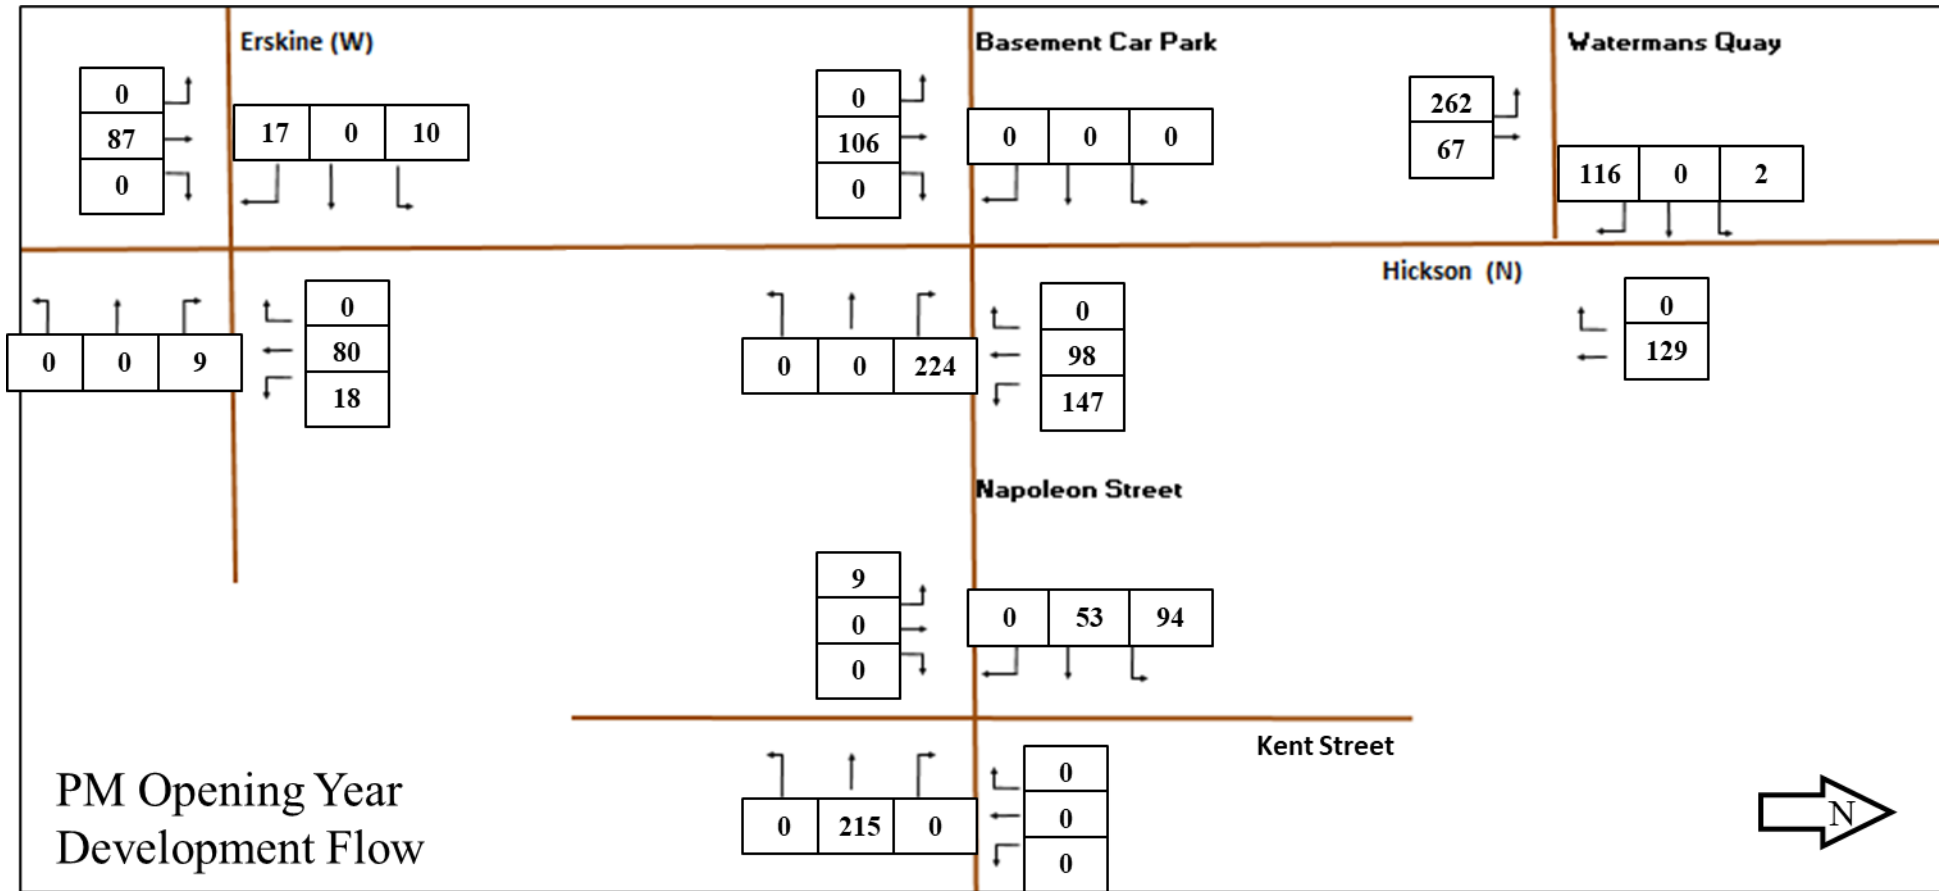 Erskine (W)
Basement Car Park
Watermans Quay
0
87
0
17 0 10
0
106
0
0 0 0
262
67
116 0 2
Hickson (N)
0 0 9
0
80
18
0 0 224
0
98
147
0
129
Napoleon Street
9
0
0
0 53 94
Kent Street
0 215 0
0
0
0
PM Opening Year
Development Flow
N